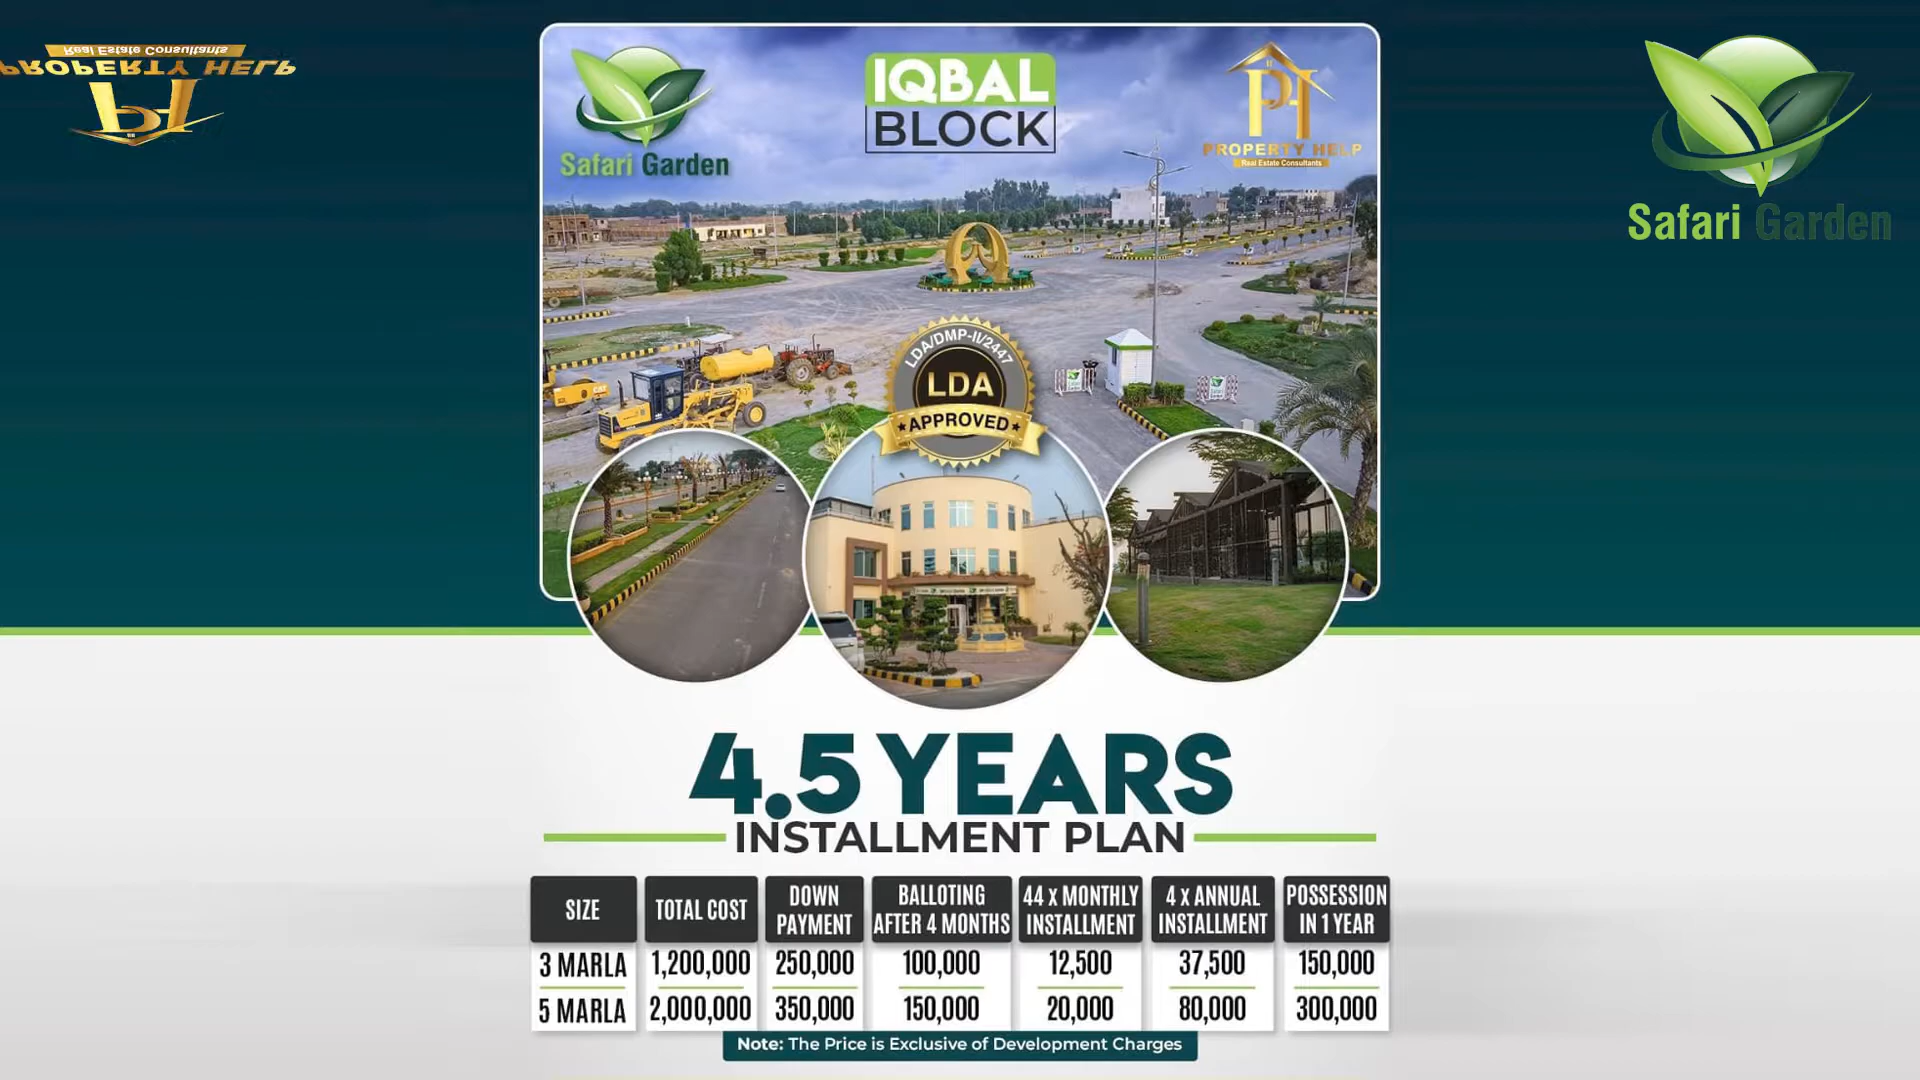 Real Estate Consultants
PROPERTY HELP
PH
Safari Garden
IQBAL
BLOCK
PH
PROPERTY HELP
Real Estate Consultants
Safari Garden
LDA/DMP-II/2447
LDA
APPROVED
CAT
4.5 YEARS
INSTALLMENT PLAN
SIZE TOTAL COST DOWN PAYMENT BALLOTING AFTER 4 MONTHS 44 x MONTHLY INSTALLMENT 4 x ANNUAL INSTALLMENT POSSESSION IN 1 YEAR
3 MARLA 1,200,000 250,000 100,000 12,500 37,500 150,000
5 MARLA 2,000,000 350,000 150,000 20,000 80,000 300,000
Note: The Price is Exclusive of Development Charges